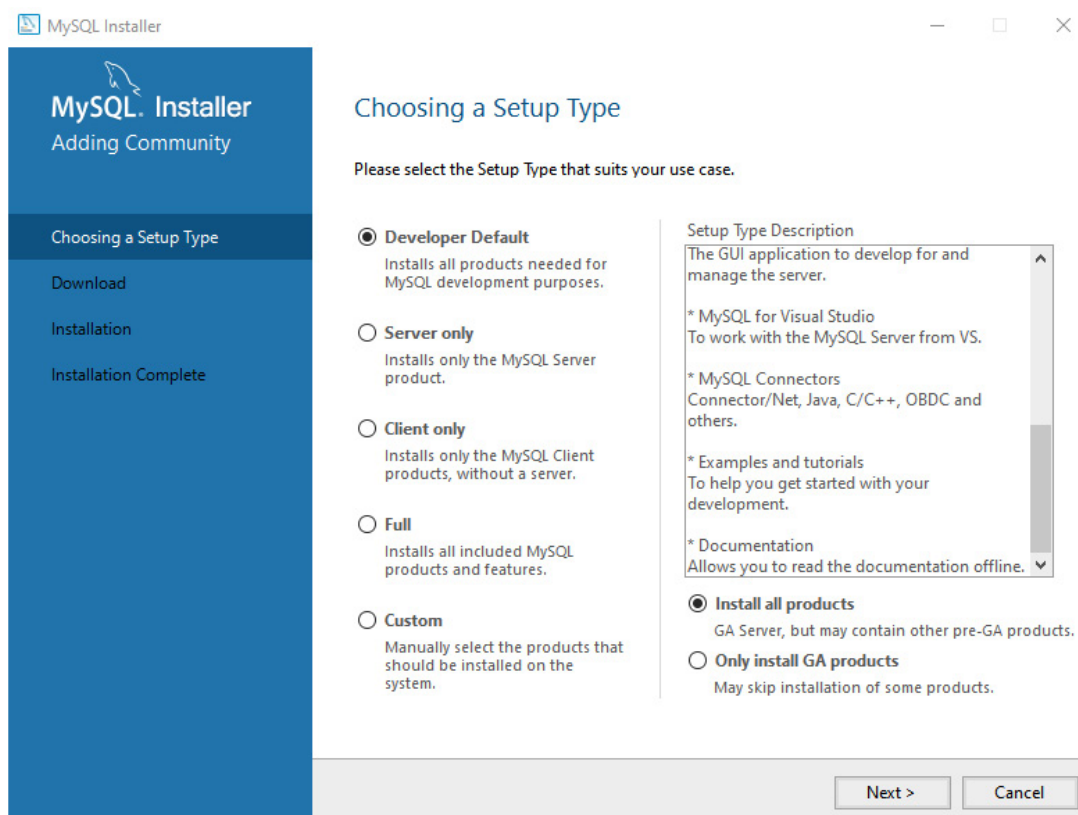 MySQL Installer
MySQL. Installer
Adding Community
Choosing a Setup Type
Download
Installation
Installation Complete
Choosing a Setup Type
Please select the Setup Type that suits your use case.
Developer Default
Installs all products needed for
MySQL development purposes.
Server only
Installs only the MySQL Server
product.
Client only
Installs only the MySQL Client
products, without a server.
Full
Installs all included MySQL
products and features.
Custom
Manually select the products that
should be installed on the
system.
Setup Type Description
The GUI application to develop for and
manage the server.
* MySQL for Visual Studio
To work with the MySQL Server from VS.
* MySQL Connectors
Connector/Net, Java, C/C++, OBDC and
others.
* Examples and tutorials
To help you get started with your
development.
* Documentation
Allows you to read the documentation offline.
Install all products
GA Server, but may contain other pre-GA products.
Only install GA products
May skip installation of some products.
Next >
Cancel